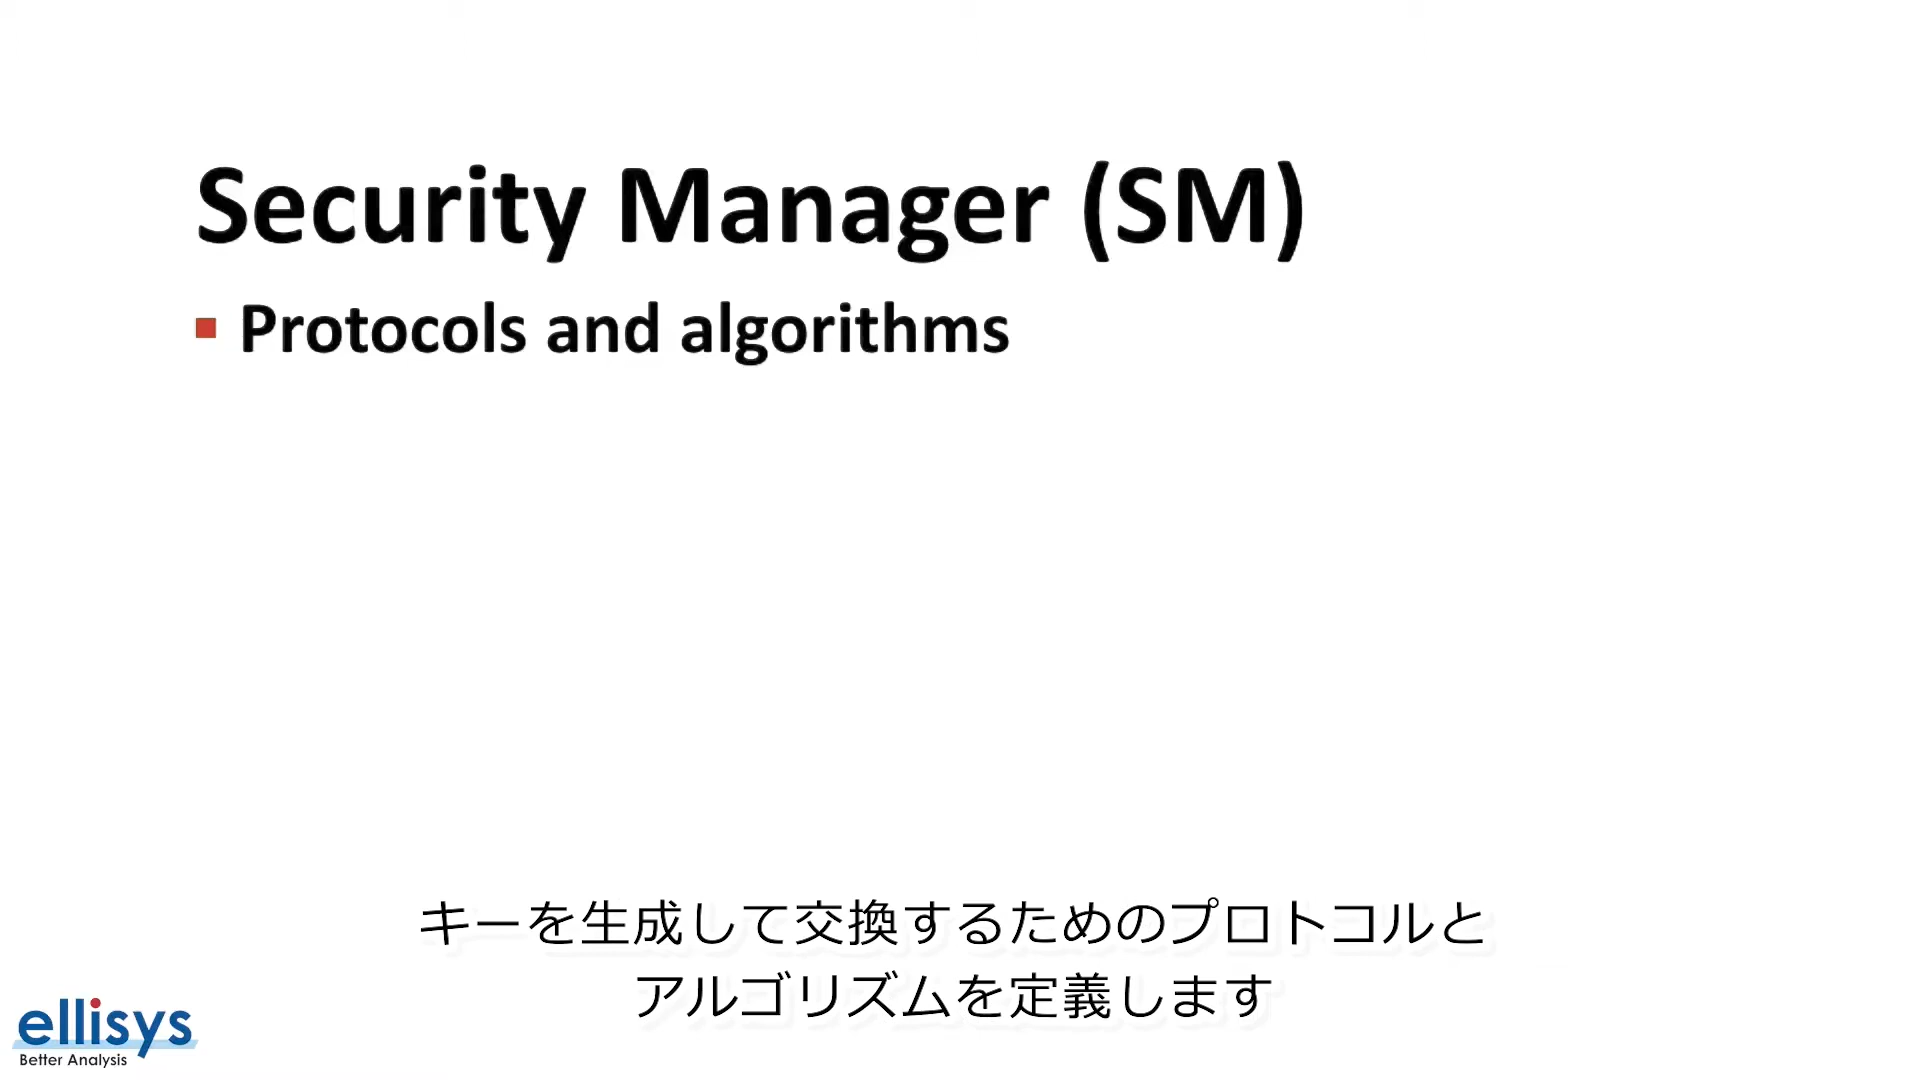 Security Manager (SM)
▪ Protocols and algorithms
キーを生成して交換するためのプロトコルと
アルゴリズムを定義します
ellisys
Better Analysis